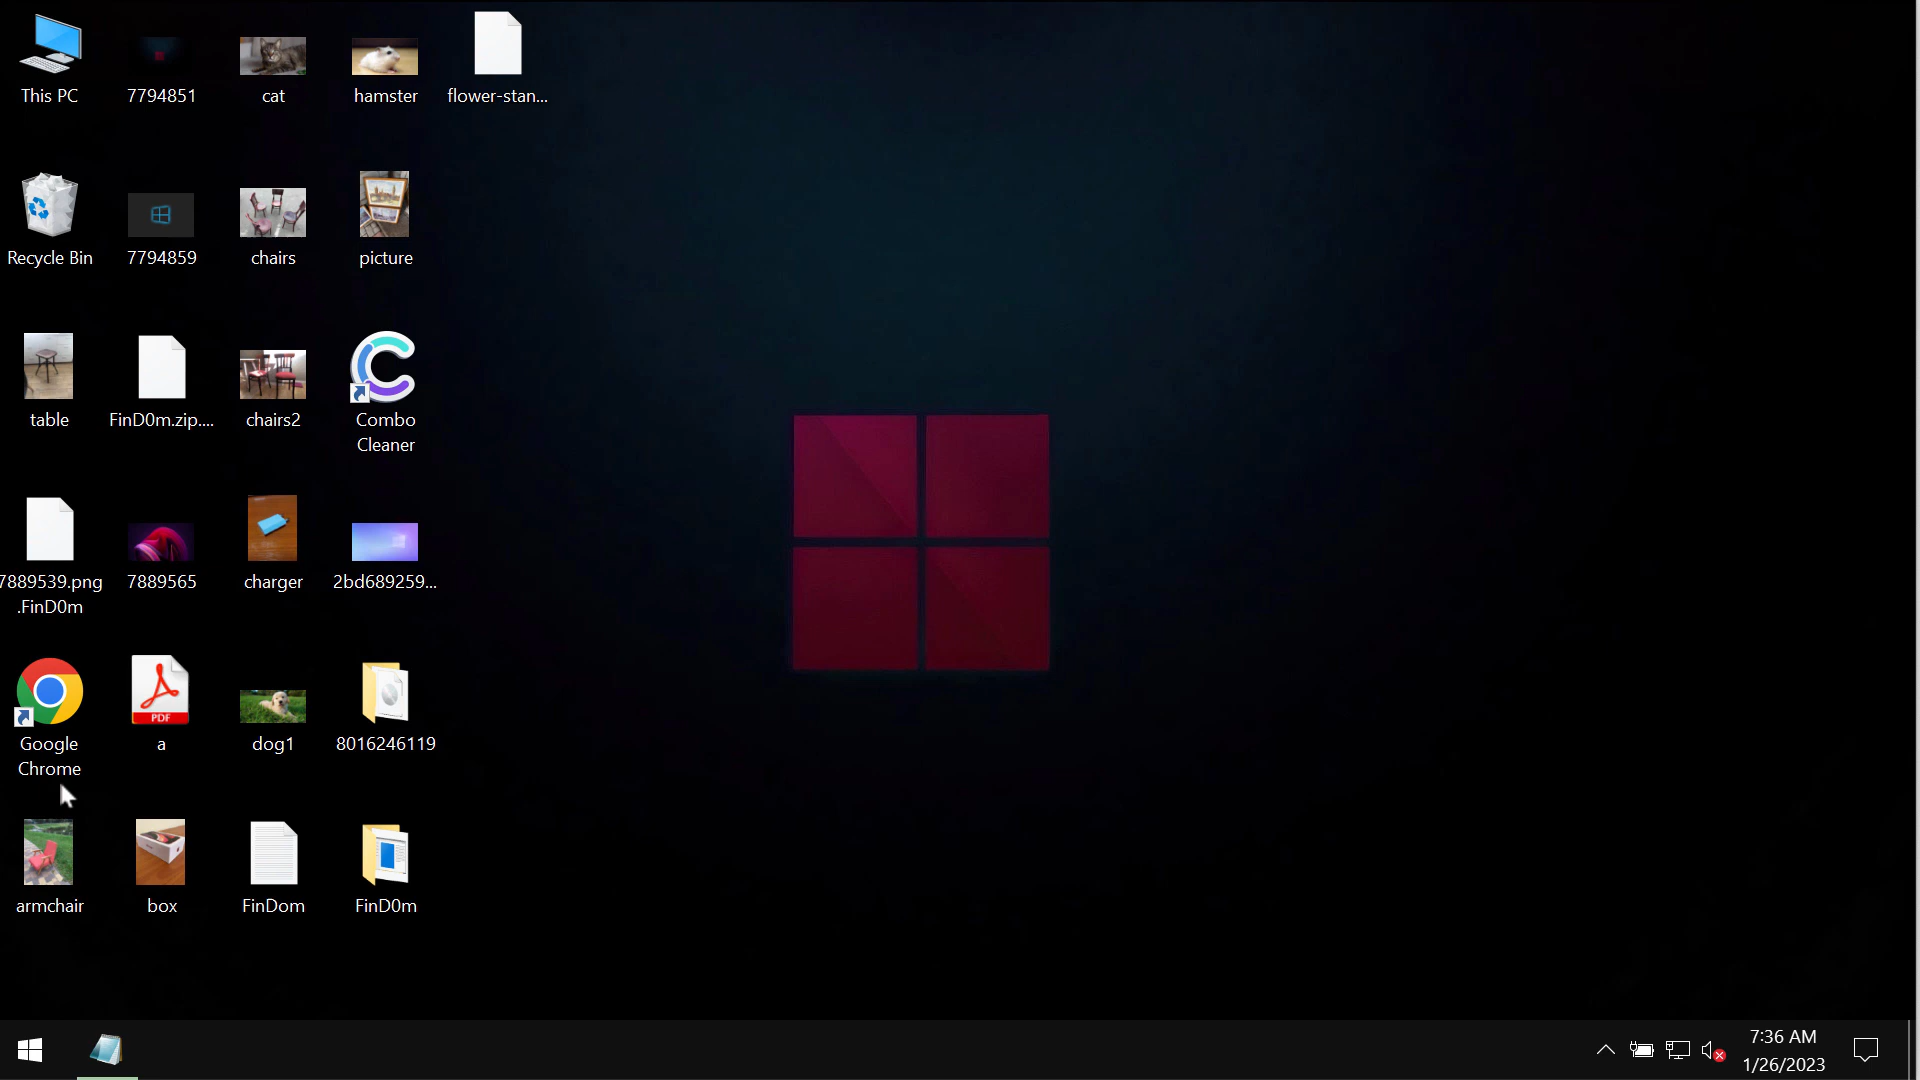 This PC
7794851
cat
hamster
flower-stan...
Recycle Bin
7794859
chairs
picture
table
FinD0m.zip....
chairs2
Combo
Cleaner
7889539.png
.FinD0m
7889565
charger
2bd689259...
Google
Chrome
PDF
a
dog1
8016246119
armchair
box
FinDom
FinD0m
7:36 AM
1/26/2023